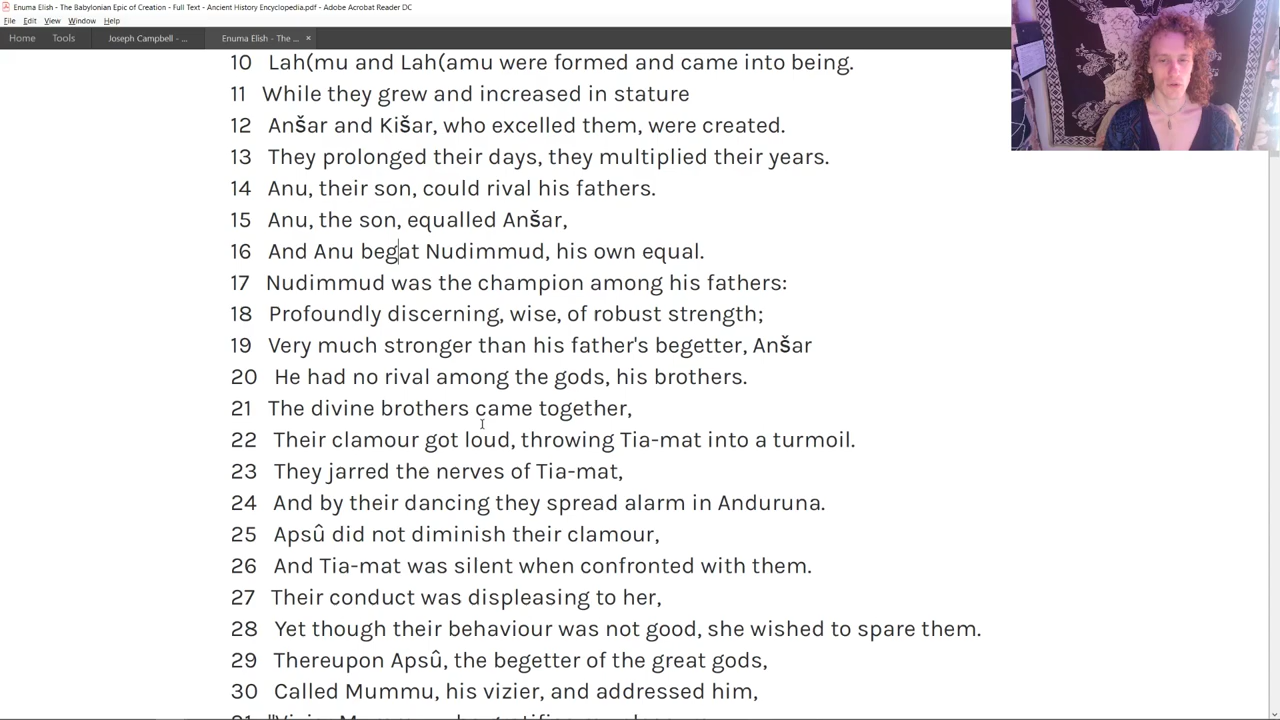 Enuma Elish - The Babylonian Epic of Creation - Full Text - Ancient History Encyclopedia.pdf - Adobe Acrobat Reader DC
File Edit View Window Help
Home Tools Joseph Campbell - ... Enuma Elish - The ... ×
10 Lah(mu and Lah(amu were formed and came into being.
11 While they grew and increased in stature
12 Anšar and Kišar, who excelled them, were created.
13 They prolonged their days, they multiplied their years.
14 Anu, their son, could rival his fathers.
15 Anu, the son, equalled Anšar,
16 And Anu begat Nudimmud, his own equal.
17 Nudimmud was the champion among his fathers:
18 Profoundly discerning, wise, of robust strength;
19 Very much stronger than his father's begetter, Anšar
20 He had no rival among the gods, his brothers.
21 The divine brothers came together,
22 Their clamour got loud, throwing Tia-mat into a turmoil.
23 They jarred the nerves of Tia-mat,
24 And by their dancing they spread alarm in Anduruna.
25 Apsû did not diminish their clamour,
26 And Tia-mat was silent when confronted with them.
27 Their conduct was displeasing to her,
28 Yet though their behaviour was not good, she wished to spare them.
29 Thereupon Apsû, the begetter of the great gods,
30 Called Mummu, his vizier, and addressed him,